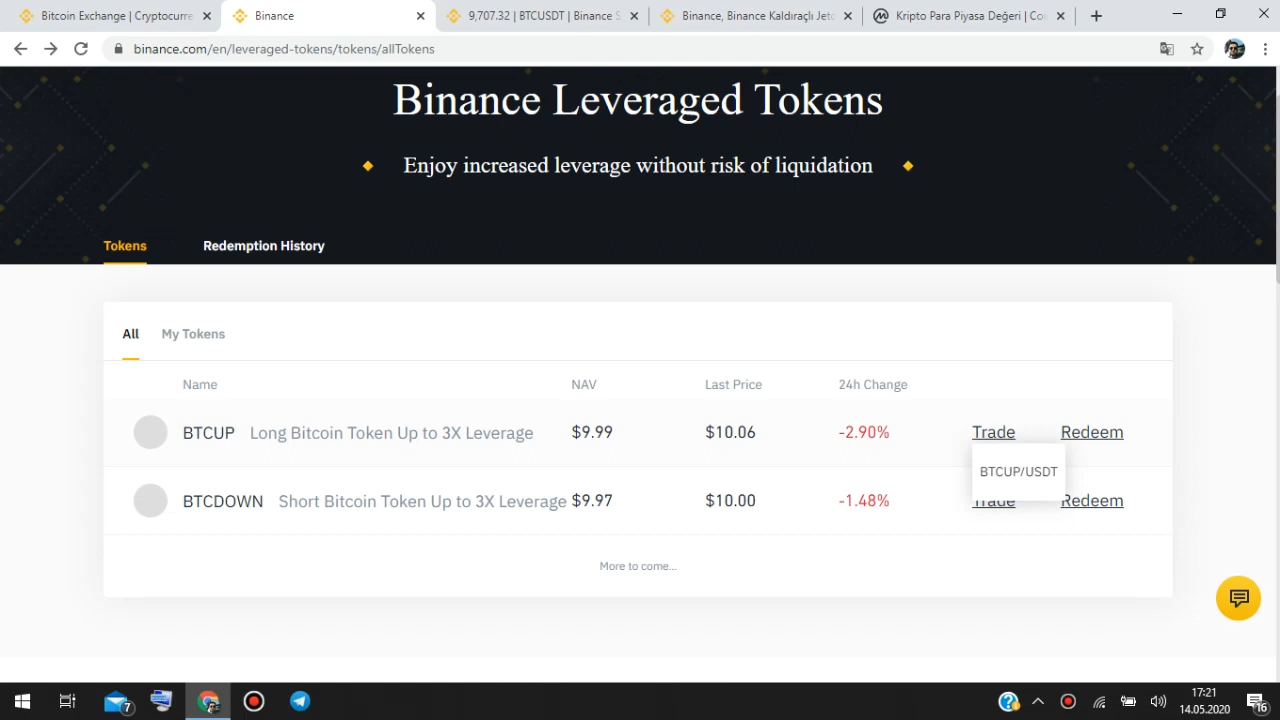 Bitcoin Exchange | Cryptocurre
Binance
9,707.32 | BTCUSDT | Binance S
Binance, Binance Kaldıraçlı Jeto
Kripto Para Piyasa Değeri | Co
binance.com/en/leveraged-tokens/tokens/allTokens
Binance Leveraged Tokens
Enjoy increased leverage without risk of liquidation
Tokens
Redemption History
All
My Tokens
Name NAV Last Price 24h Change
BTCUP Long Bitcoin Token Up to 3X Leverage $9.99 $10.06 -2.90% Trade Redeem
BTCUP/USDT
BTCDOWN Short Bitcoin Token Up to 3X Leverage $9.97 $10.00 -1.48% Trade Redeem
More to come...
7
17:21
14.05.2020
16